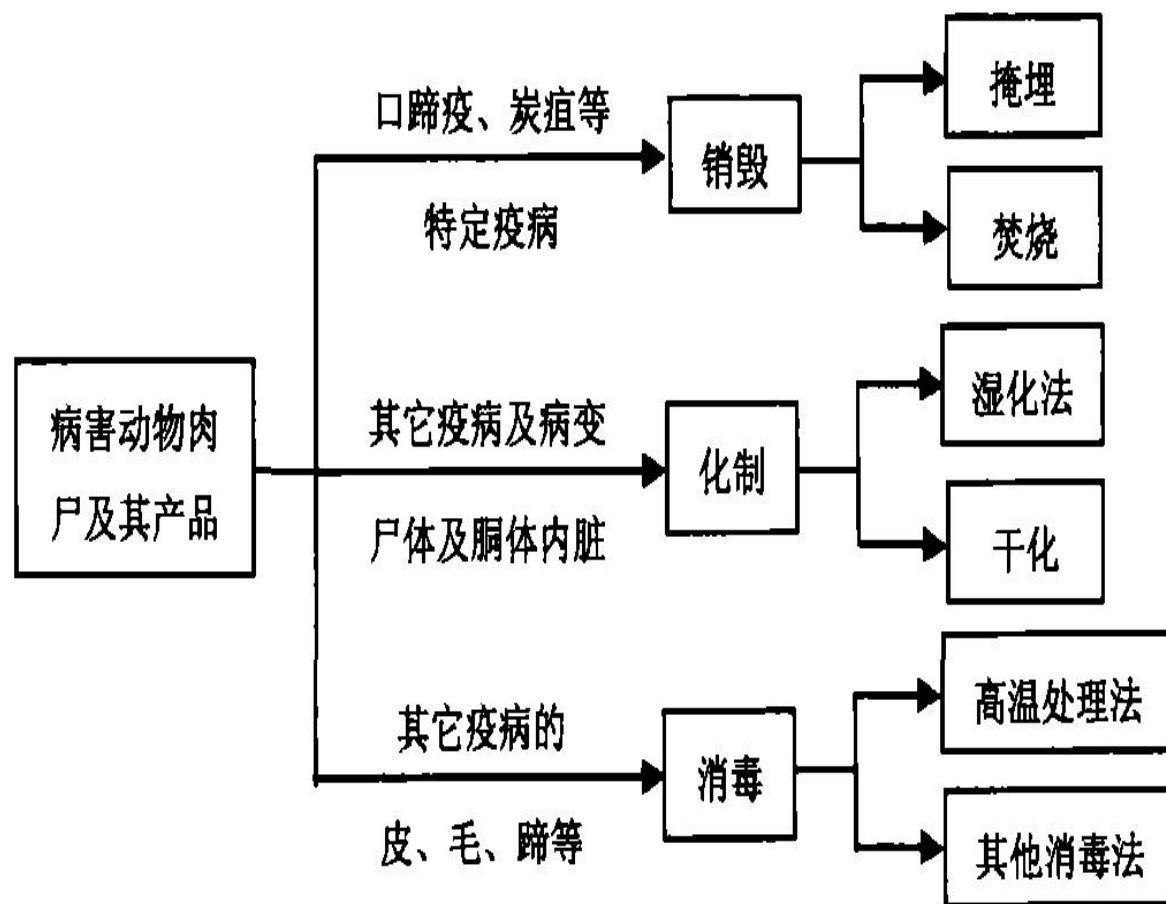 病害动物肉
尸及其产品
口蹄疫、炭疽等
特定疫病
销毁
掩埋
焚烧
其它疫病及病变
尸体及胴体内脏
化制
湿化法
干化
其它疫病的
皮、毛、蹄等
消毒
高温处理法
其他消毒法